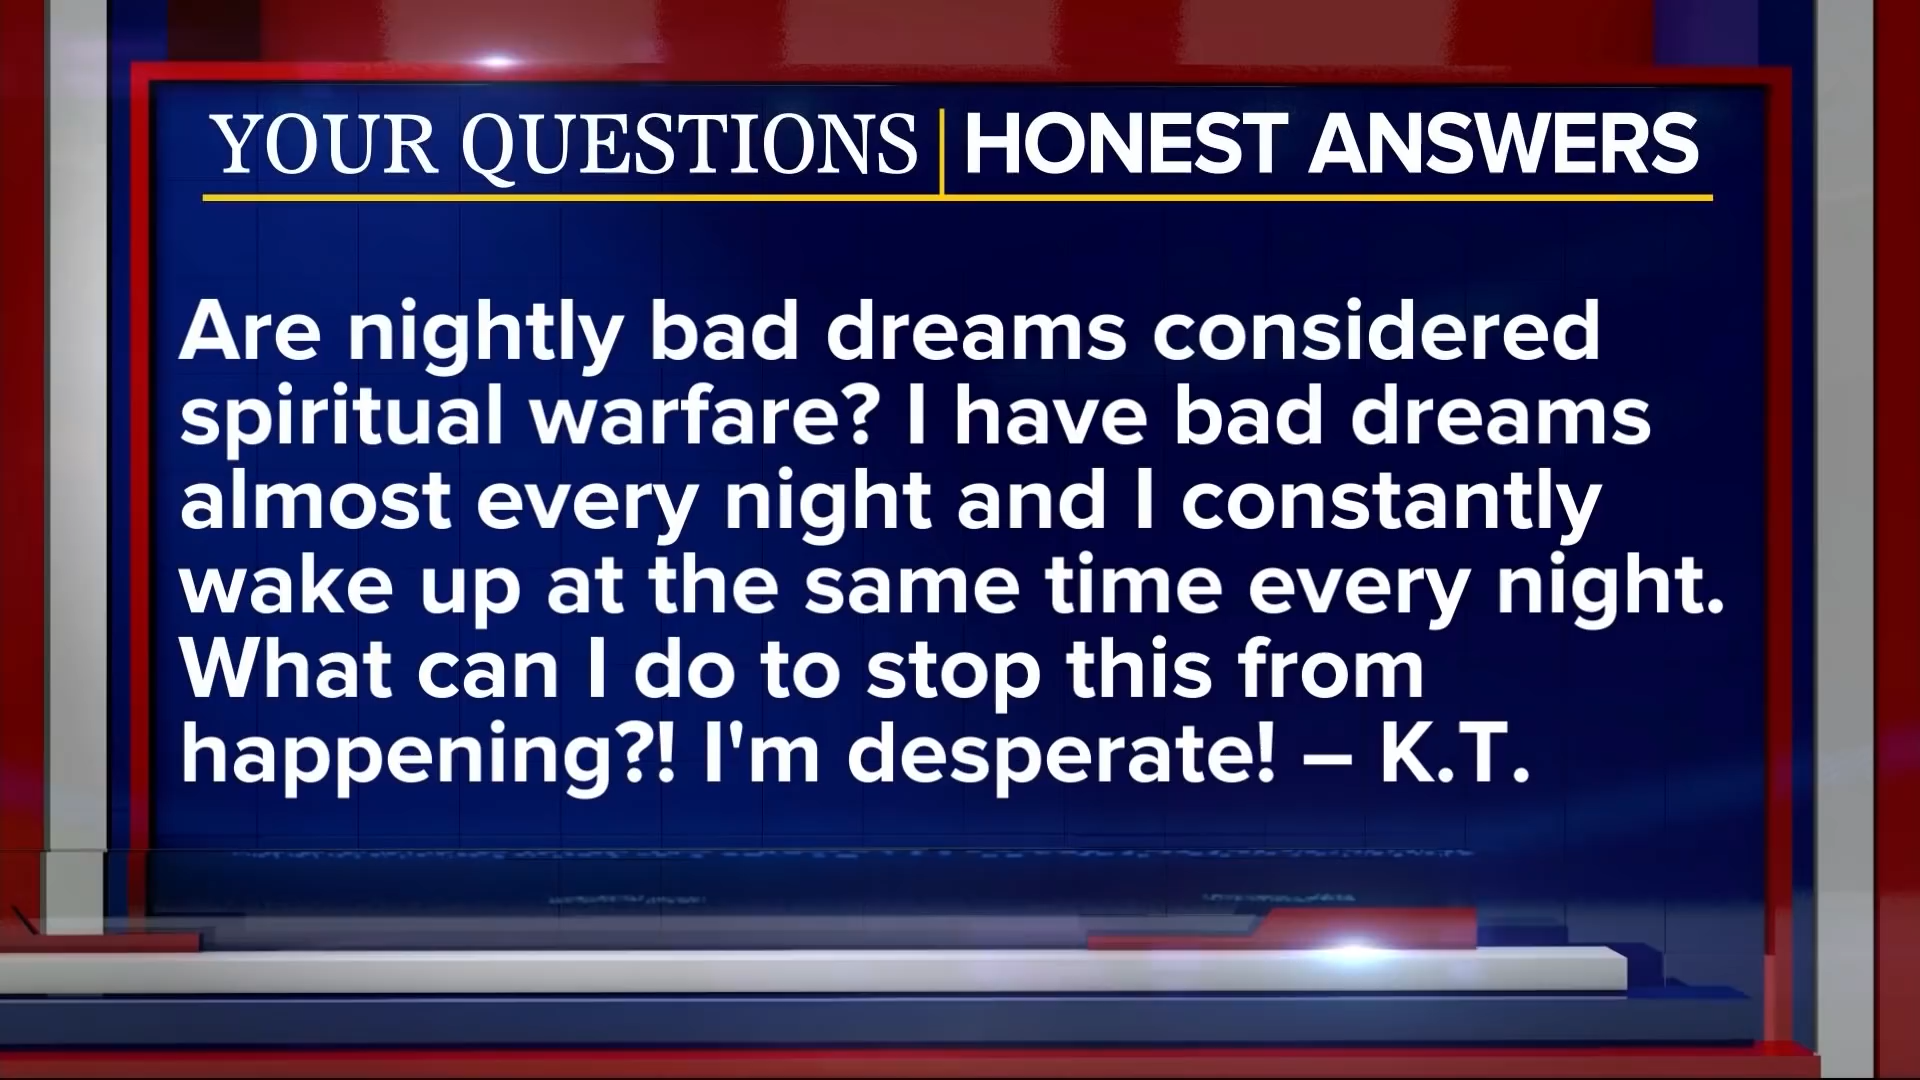 YOUR QUESTIONS | HONEST ANSWERS
Are nightly bad dreams considered
spiritual warfare? I have bad dreams
almost every night and I constantly
wake up at the same time every night.
What can I do to stop this from
happening?! I'm desperate! – K.T.